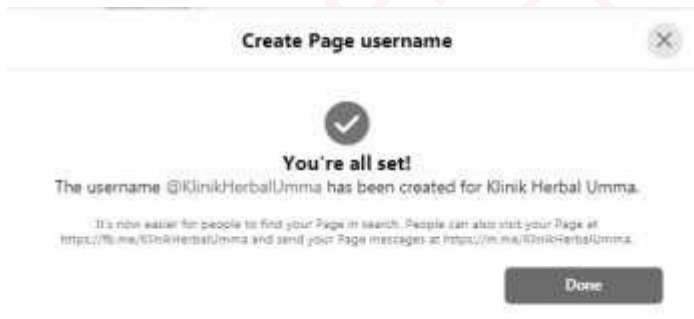 Create Page username
You're all set!
The username @KlinikHerbalUmma has been created for Klinik Herbal Umma.
It's now easier for people to find your Page in search. People can also visit your Page at
https://fb.me/KlinikHerbalUmma and send your Page messages at https://m.me/KlinikHerbalUmma.
Done